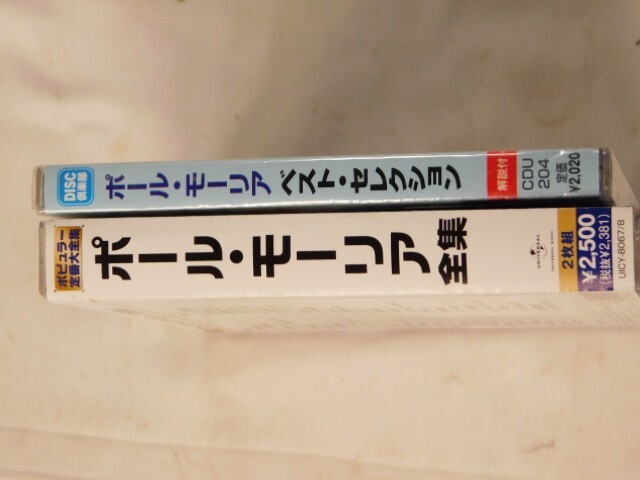 DISC
倶楽部
ポール・モーリア ベスト・セレクション
解説付
CDU
204
定価
¥2,020
ポピュラー
定番大全集
ポール・モーリア全集
UNIVERSAL
UNIVERSAL MUSIC
2枚組
¥2,500
(税抜¥2,381)
UICY-8067/8